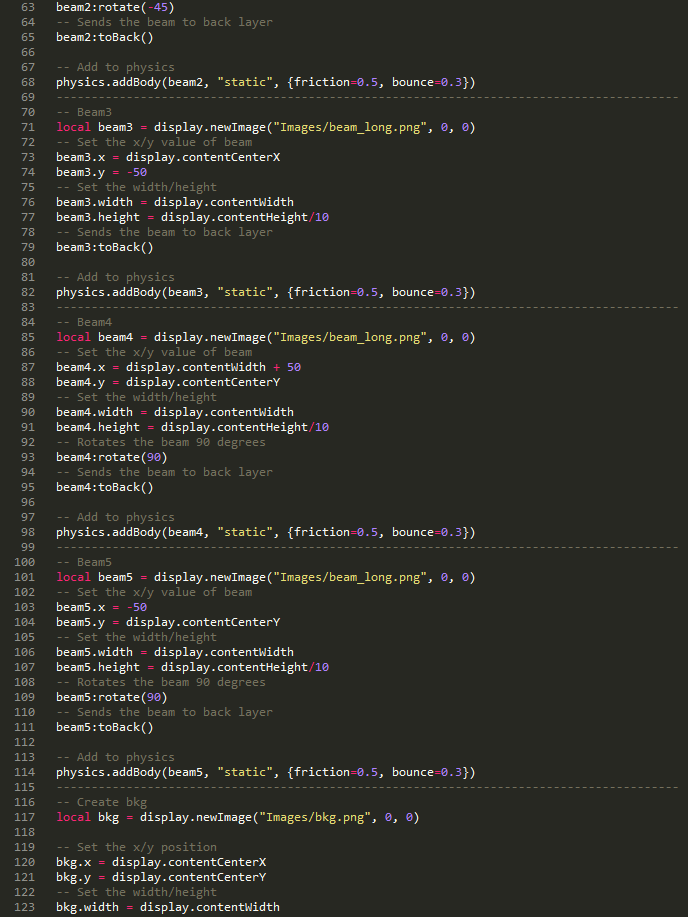 63 beam2:rotate(-45)
64 -- Sends the beam to back layer
65 beam2:toBack()
66
67 -- Add to physics
68 physics.addBody(beam2, "static", {friction=0.5, bounce=0.3})
69 -----------------------------------------------------------------------------------------
70 -- Beam3
71 local beam3 = display.newImage("Images/beam_long.png", 0, 0)
72 -- Set the x/y value of beam
73 beam3.x = display.contentCenterX
74 beam3.y = -50
75 -- Set the width/height
76 beam3.width = display.contentWidth
77 beam3.height = display.contentHeight/10
78 -- Sends the beam to back layer
79 beam3:toBack()
80
81 -- Add to physics
82 physics.addBody(beam3, "static", {friction=0.5, bounce=0.3})
83 -----------------------------------------------------------------------------------------
84 -- Beam4
85 local beam4 = display.newImage("Images/beam_long.png", 0, 0)
86 -- Set the x/y value of beam
87 beam4.x = display.contentWidth + 50
88 beam4.y = display.contentCenterY
89 -- Set the width/height
90 beam4.width = display.contentWidth
91 beam4.height = display.contentHeight/10
92 -- Rotates the beam 90 degrees
93 beam4:rotate(90)
94 -- Sends the beam to back layer
95 beam4:toBack()
96
97 -- Add to physics
98 physics.addBody(beam4, "static", {friction=0.5, bounce=0.3})
99 -----------------------------------------------------------------------------------------
100 -- Beam5
101 local beam5 = display.newImage("Images/beam_long.png", 0, 0)
102 -- Set the x/y value of beam
103 beam5.x = -50
104 beam5.y = display.contentCenterY
105 -- Set the width/height
106 beam5.width = display.contentWidth
107 beam5.height = display.contentHeight/10
108 -- Rotates the beam 90 degrees
109 beam5:rotate(90)
110 -- Sends the beam to back layer
111 beam5:toBack()
112
113 -- Add to physics
114 physics.addBody(beam5, "static", {friction=0.5, bounce=0.3})
115 -----------------------------------------------------------------------------------------
116 -- Create bkg
117 local bkg = display.newImage("Images/bkg.png", 0, 0)
118
119 -- Set the x/y position
120 bkg.x = display.contentCenterX
121 bkg.y = display.contentCenterY
122 -- Set the width/height
123 bkg.width = display.contentWidth